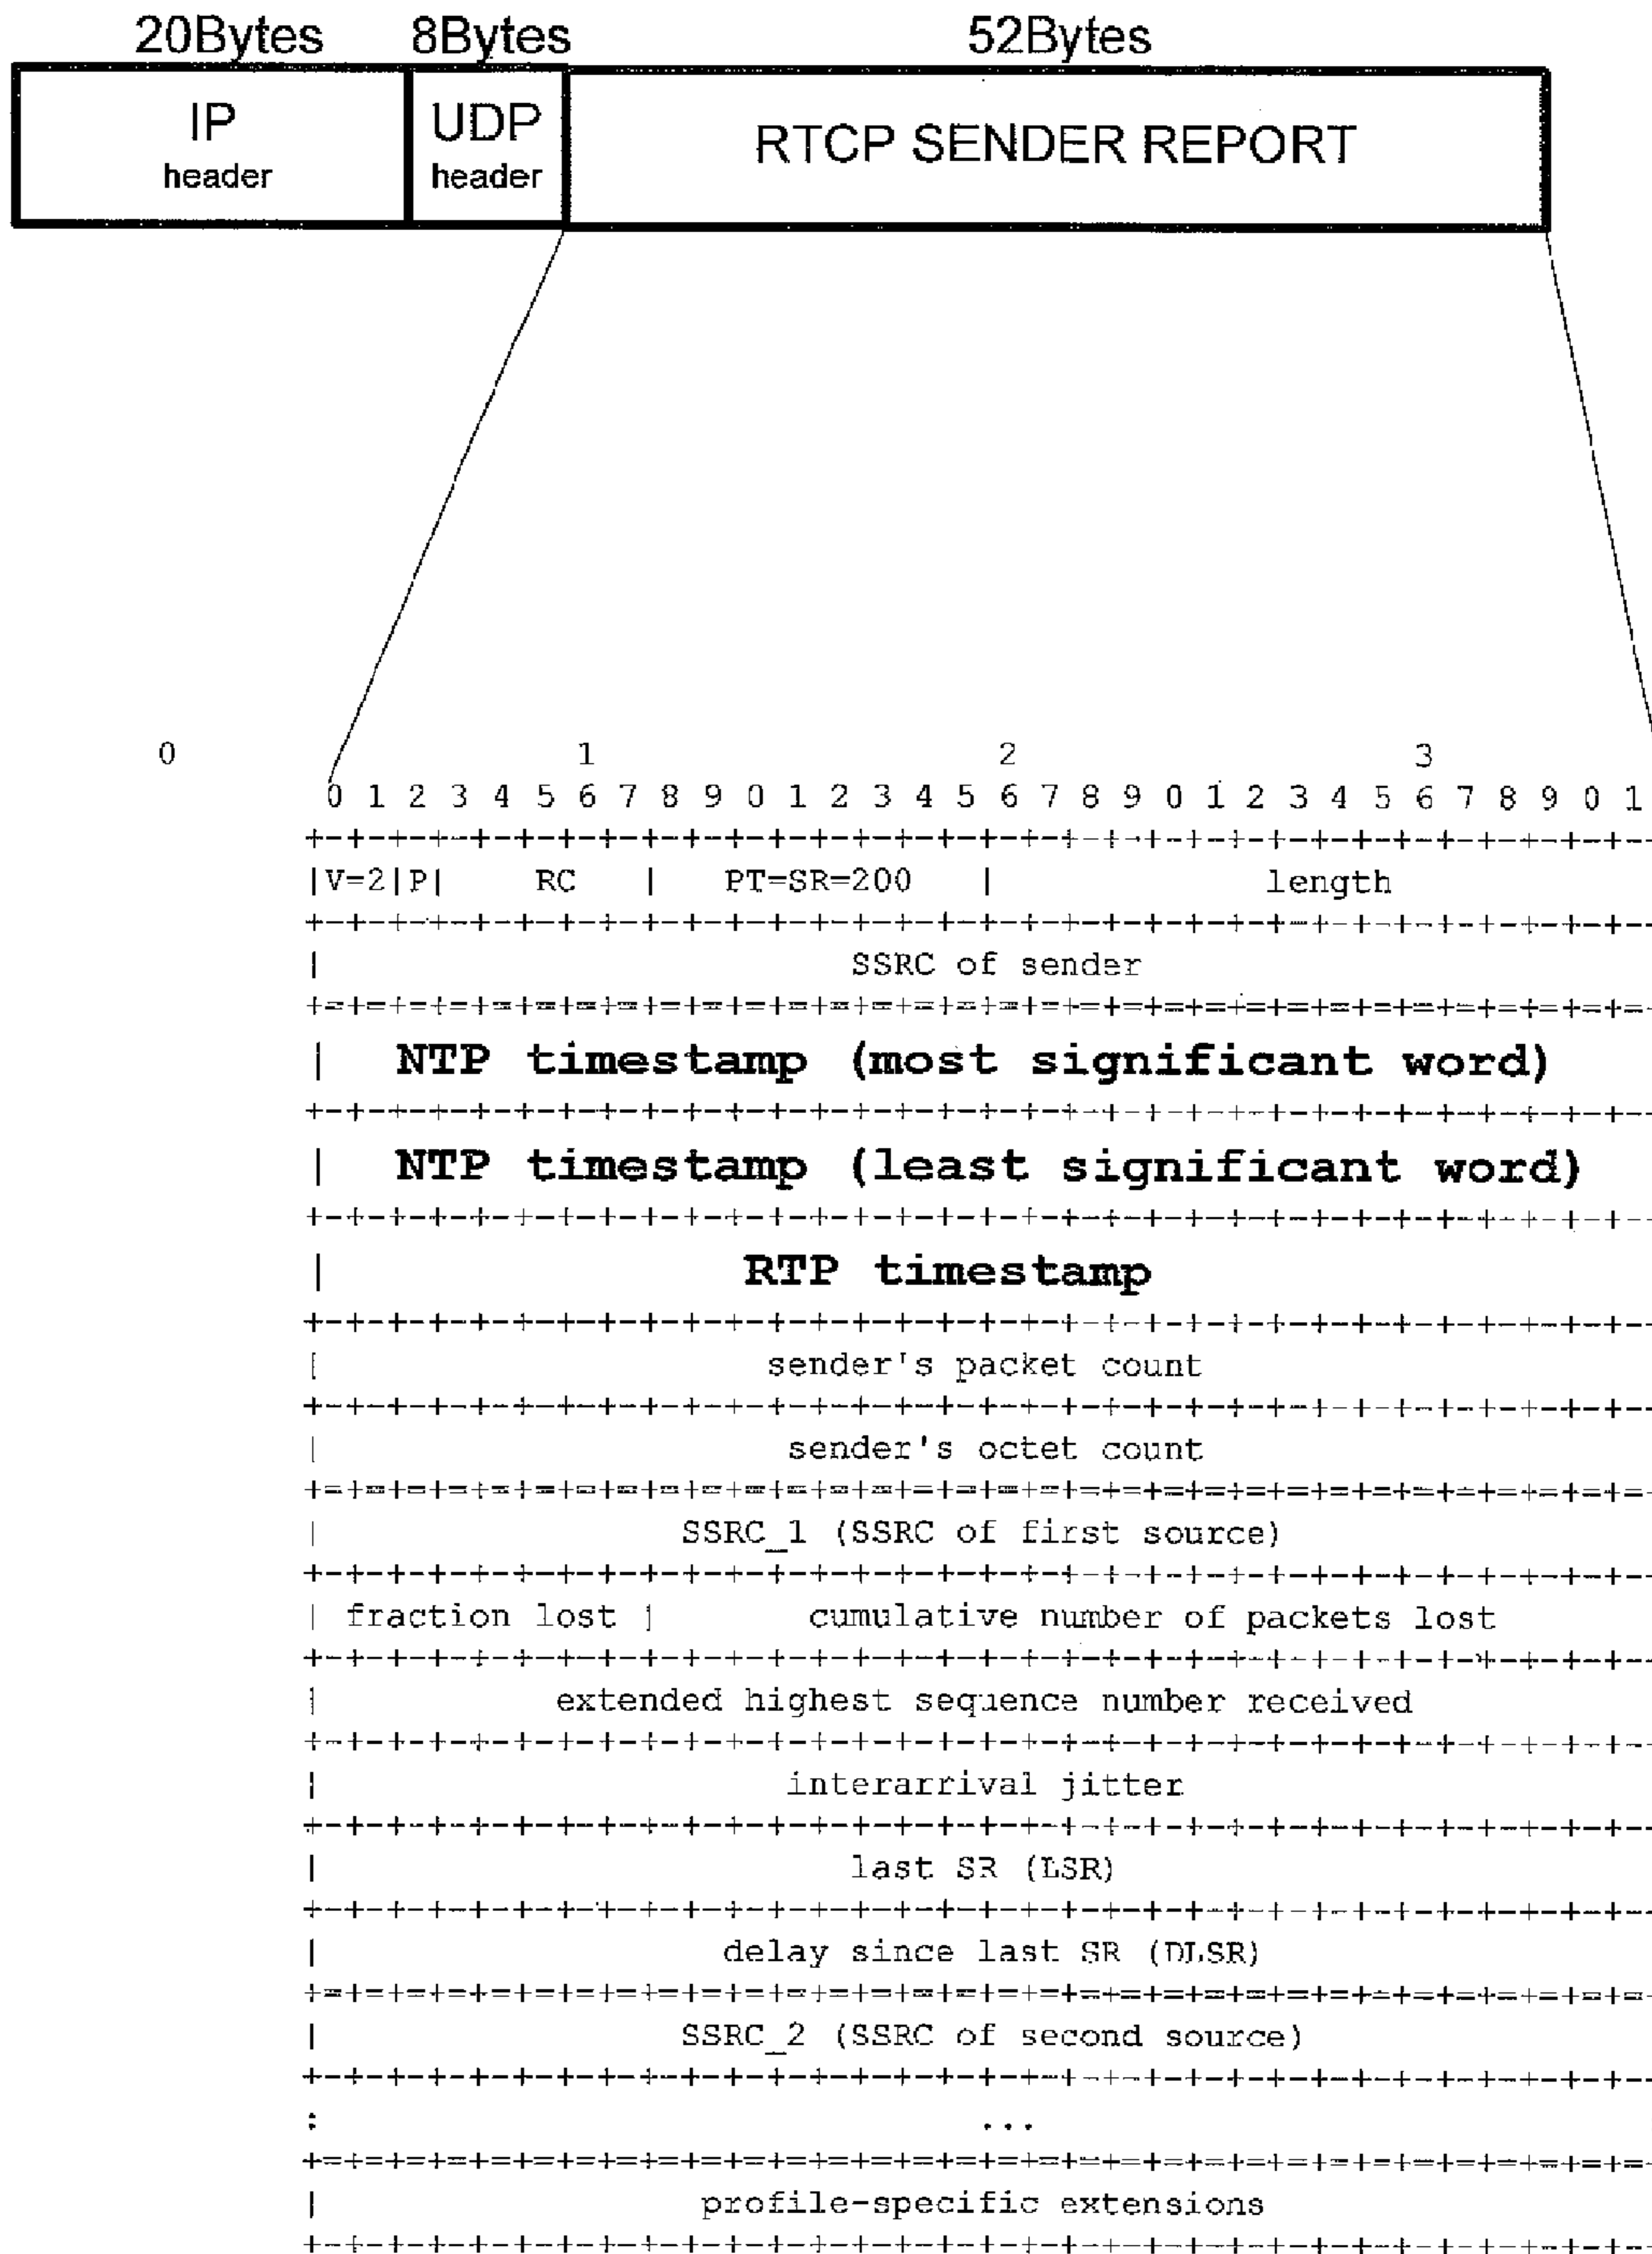 20Bytes 8Bytes 52Bytes
IP UDP RTCP SENDER REPORT
header header
0 1 2 3
0 1 2 3 4 5 6 7 8 9 0 1 2 3 4 5 6 7 8 9 0 1 2 3 4 5 6 7 8 9 0 1
+-+-+-+-+-+-+-+-+-+-+-+-+-+-+-+-+-+-+-+-+-+-+-+-+-+-+-+-+-+-+-+--
|V=2|P| RC | PT=SR=200 | length
+-+-+-+-+-+-+-+-+-+-+-+-+-+-+-+-+-+-+-+-+-+-+-+-+-+-+-+-+-+-+-+--
| SSRC of sender
+=+=+=+=+=+=+=+=+=+=+=+=+=+=+=+=+=+=+=+=+=+=+=+=+=+=+=+=+=+=+=+=
| NTP timestamp (most significant word)
+-+-+-+-+-+-+-+-+-+-+-+-+-+-+-+-+-+-+-+-+-+-+-+-+-+-+-+-+-+-+-+--
| NTP timestamp (least significant word)
+-+-+-+-+-+-+-+-+-+-+-+-+-+-+-+-+-+-+-+-+-+-+-+-+-+-+-+-+-+-+-+--
| RTP timestamp
+-+-+-+-+-+-+-+-+-+-+-+-+-+-+-+-+-+-+-+-+-+-+-+-+-+-+-+-+-+-+-+--
| sender's packet count
+-+-+-+-+-+-+-+-+-+-+-+-+-+-+-+-+-+-+-+-+-+-+-+-+-+-+-+-+-+-+-+--
| sender's octet count
+=+=+=+=+=+=+=+=+=+=+=+=+=+=+=+=+=+=+=+=+=+=+=+=+=+=+=+=+=+=+=+=
| SSRC_1 (SSRC of first source)
+-+-+-+-+-+-+-+-+-+-+-+-+-+-+-+-+-+-+-+-+-+-+-+-+-+-+-+-+-+-+-+--
| fraction lost | cumulative number of packets lost
+-+-+-+-+-+-+-+-+-+-+-+-+-+-+-+-+-+-+-+-+-+-+-+-+-+-+-+-+-+-+-+--
| extended highest sequence number received
+-+-+-+-+-+-+-+-+-+-+-+-+-+-+-+-+-+-+-+-+-+-+-+-+-+-+-+-+-+-+-+--
| interarrival jitter
+-+-+-+-+-+-+-+-+-+-+-+-+-+-+-+-+-+-+-+-+-+-+-+-+-+-+-+-+-+-+-+--
| last SR (LSR)
+-+-+-+-+-+-+-+-+-+-+-+-+-+-+-+-+-+-+-+-+-+-+-+-+-+-+-+-+-+-+-+--
| delay since last SR (DLSR)
+=+=+=+=+=+=+=+=+=+=+=+=+=+=+=+=+=+=+=+=+=+=+=+=+=+=+=+=+=+=+=+=
| SSRC_2 (SSRC of second source)
+-+-+-+-+-+-+-+-+-+-+-+-+-+-+-+-+-+-+-+-+-+-+-+-+-+-+-+-+-+-+-+--
: ...
+=+=+=+=+=+=+=+=+=+=+=+=+=+=+=+=+=+=+=+=+=+=+=+=+=+=+=+=+=+=+=+=
| profile-specific extensions
+-+-+-+-+-+-+-+-+-+-+-+-+-+-+-+-+-+-+-+-+-+-+-+-+-+-+-+-+-+-+-+--